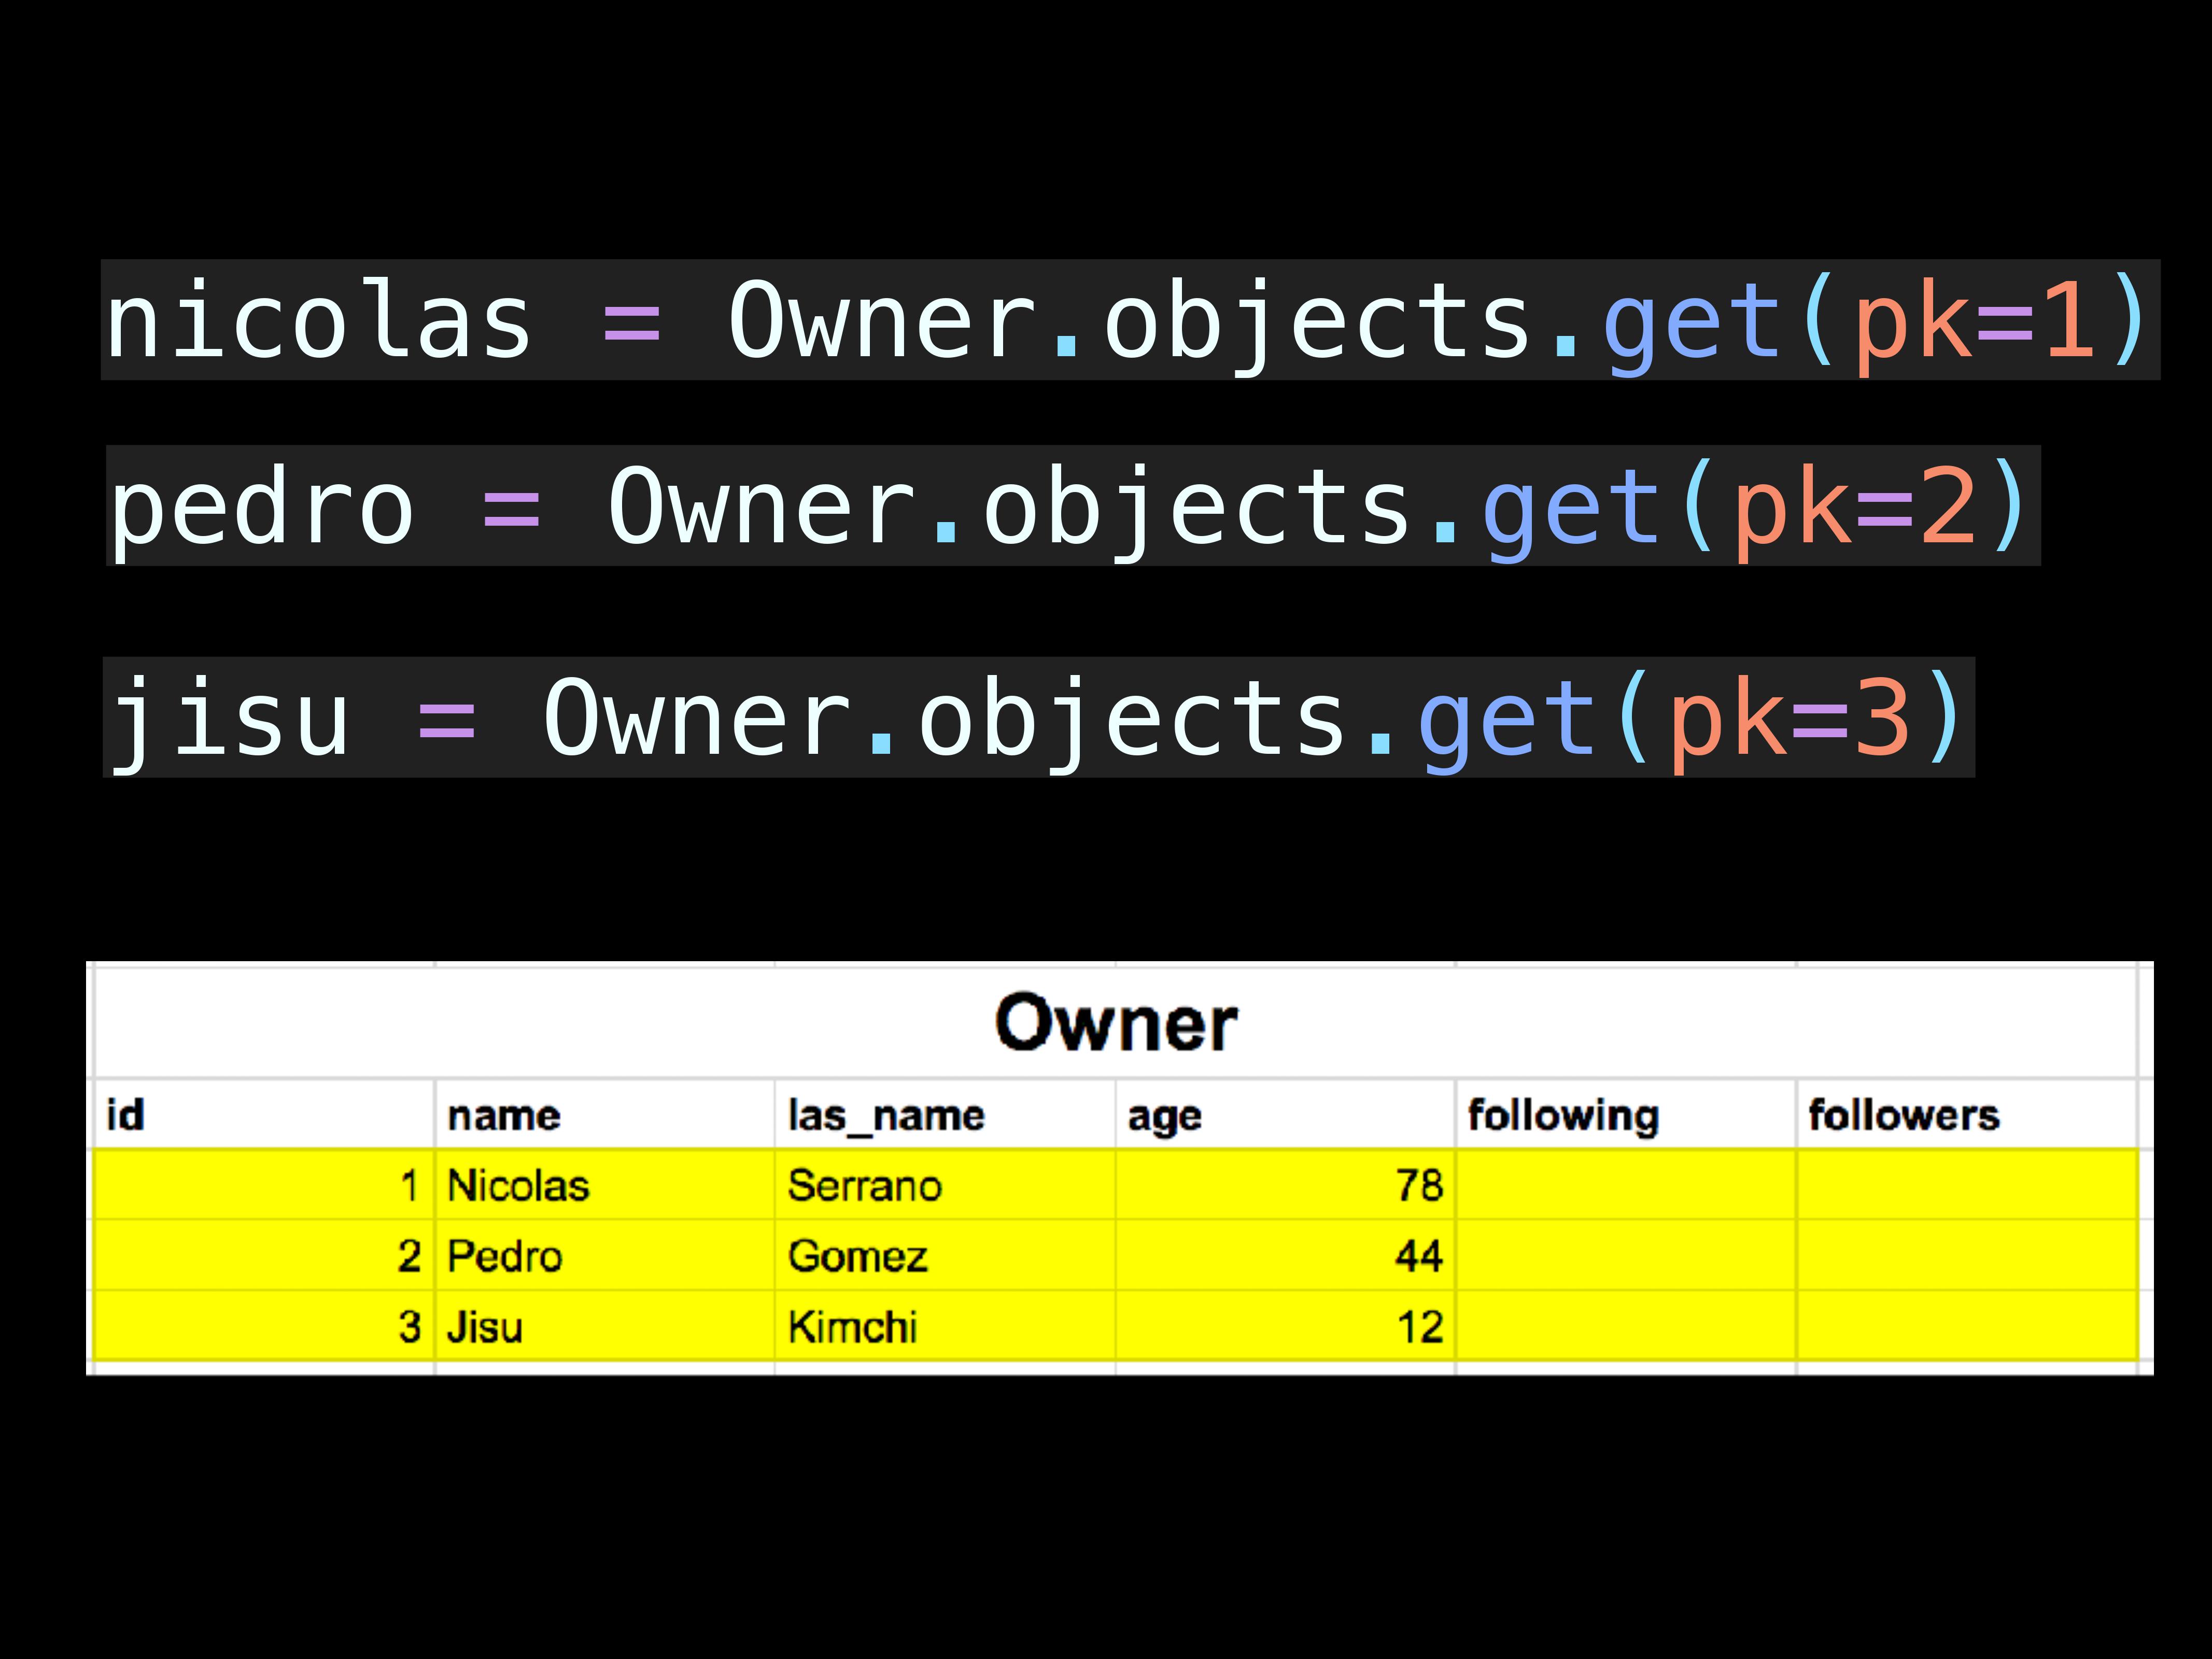 nicolas = Owner.objects.get(pk=1)
pedro = Owner.objects.get(pk=2)
jisu = Owner.objects.get(pk=3)
Owner
id name las_name age following followers
1 Nicolas Serrano 78
2 Pedro Gomez 44
3 Jisu Kimchi 12